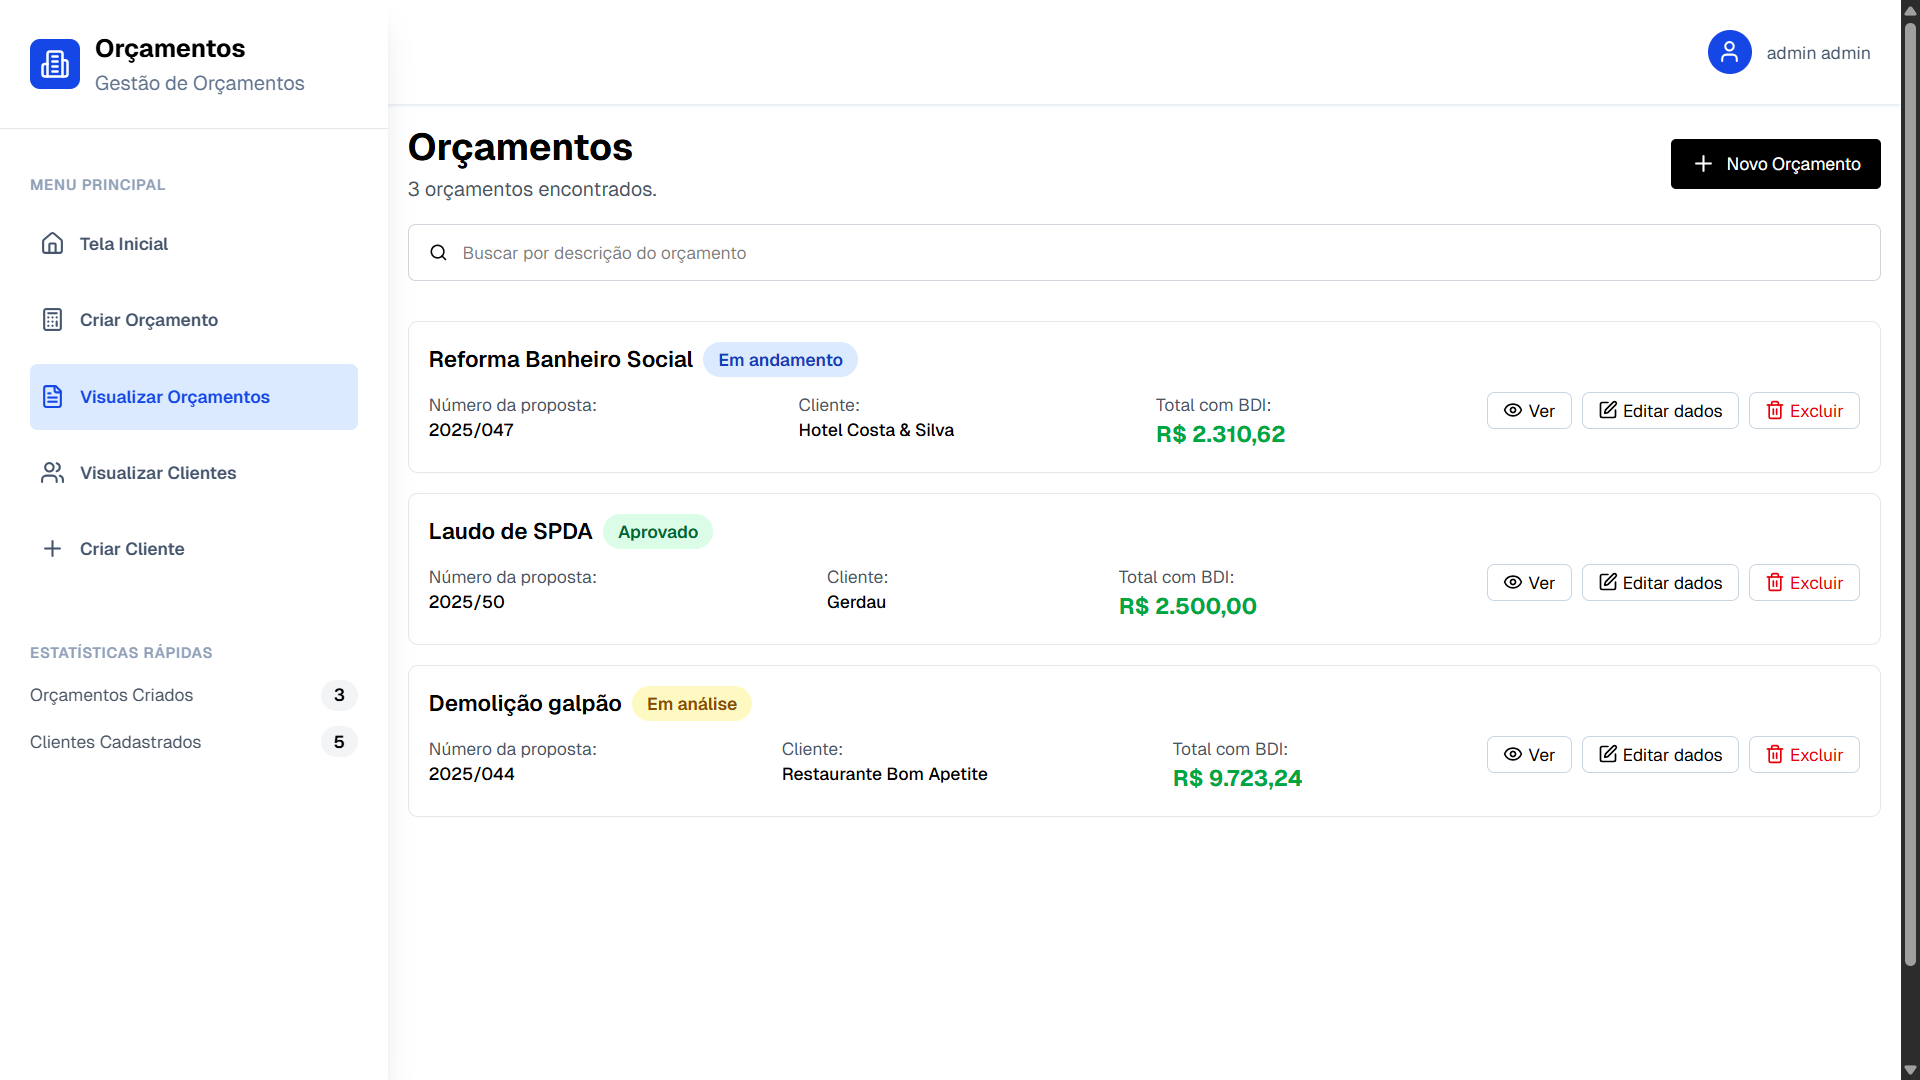 Orçamentos
Gestão de Orçamentos
MENU PRINCIPAL
Tela Inicial
Criar Orçamento
Visualizar Orçamentos
Visualizar Clientes
Criar Cliente
ESTATÍSTICAS RÁPIDAS
Orçamentos Criados 3
Clientes Cadastrados 5
admin admin
Orçamentos
3 orçamentos encontrados.
Novo Orçamento
Buscar por descrição do orçamento
Reforma Banheiro Social Em andamento
Número da proposta: Cliente: Total com BDI:
2025/047 Hotel Costa & Silva R$ 2.310,62
Ver Editar dados Excluir
Laudo de SPDA Aprovado
Número da proposta: Cliente: Total com BDI:
2025/50 Gerdau R$ 2.500,00
Ver Editar dados Excluir
Demolição galpão Em análise
Número da proposta: Cliente: Total com BDI:
2025/044 Restaurante Bom Apetite R$ 9.723,24
Ver Editar dados Excluir